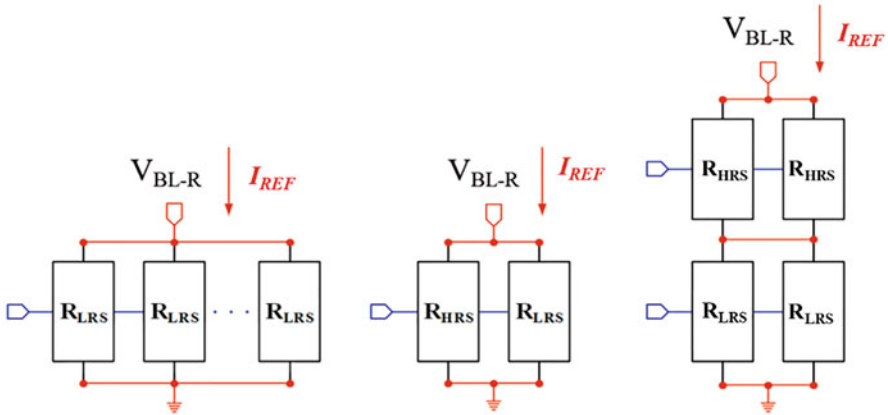 V_BL-R I_REF
R_LRS R_LRS · · · R_LRS
V_BL-R I_REF
R_HRS R_LRS
V_BL-R I_REF
R_HRS R_HRS
R_LRS R_LRS